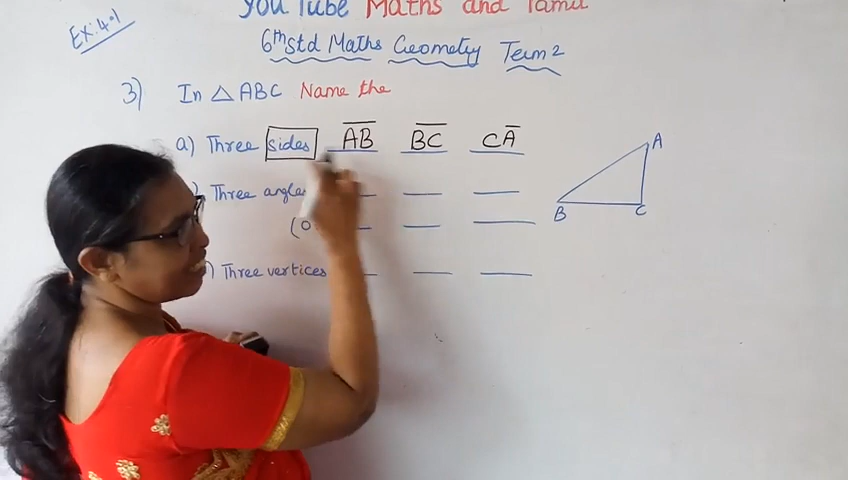 YouTube Maths and Tamil
Ex:4.1
6th Std Maths Geometry Term 2
3) In △ABC Name the
a) Three sides AB BC CA
) Three angles
(o
) Three vertices
A
B
C